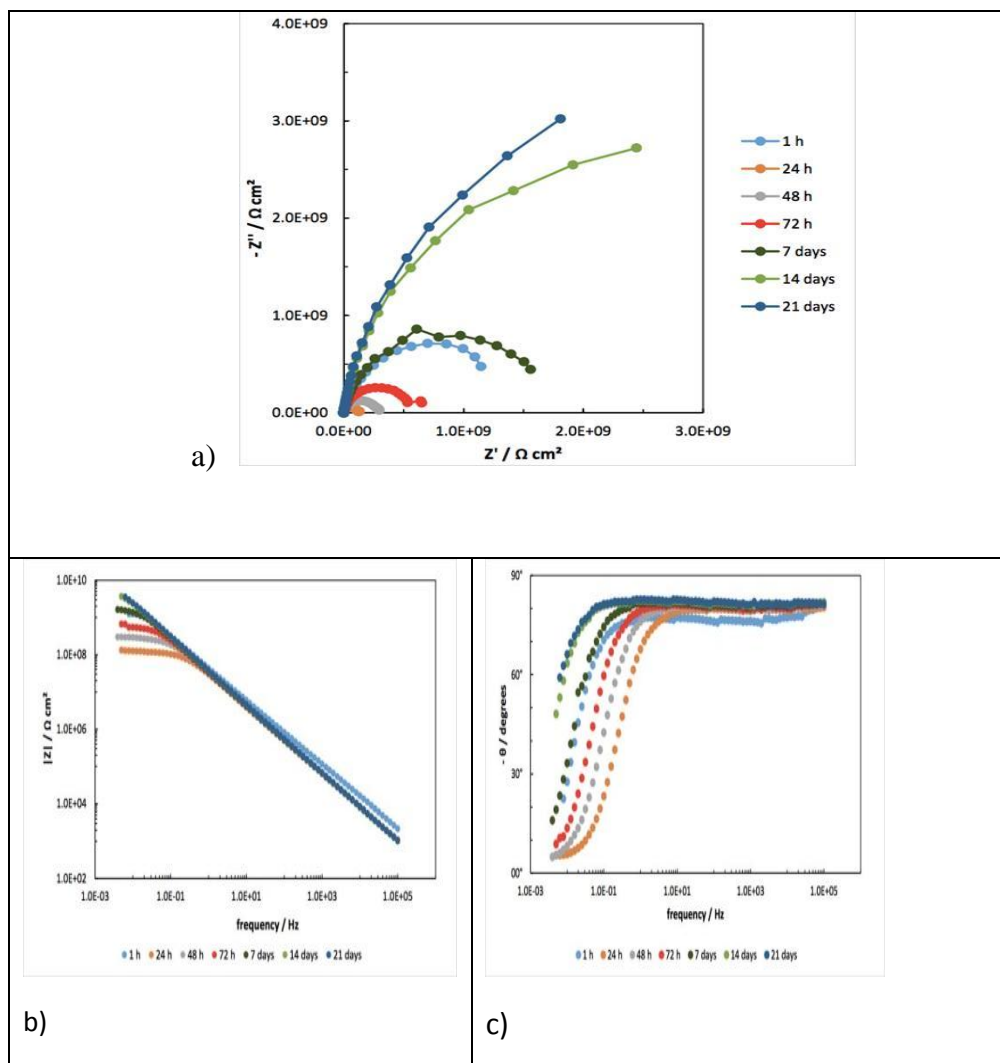 4.0E+09
3.0E+09
2.0E+09
1.0E+09
0.0E+00
- Z'' / Ω cm²
0.0E+00 1.0E+09 2.0E+09 3.0E+09
Z' / Ω cm²
1 h
24 h
48 h
72 h
7 days
14 days
21 days
a)
1.0E+10
1.0E+08
1.0E+06
1.0E+04
1.0E+02
|Z| / Ω cm²
1.0E-03 1.0E-01 1.0E+01 1.0E+03 1.0E+05
frequency / Hz
1 h 24 h 48 h 72 h 7 days 14 days 21 days
b)
90°
60°
30°
00°
- Θ / degrees
1.0E-03 1.0E-01 1.0E+01 1.0E+03 1.0E+05
frequency / Hz
1 h 24 h 48 h 72 h 7 days 14 days 21 days
c)